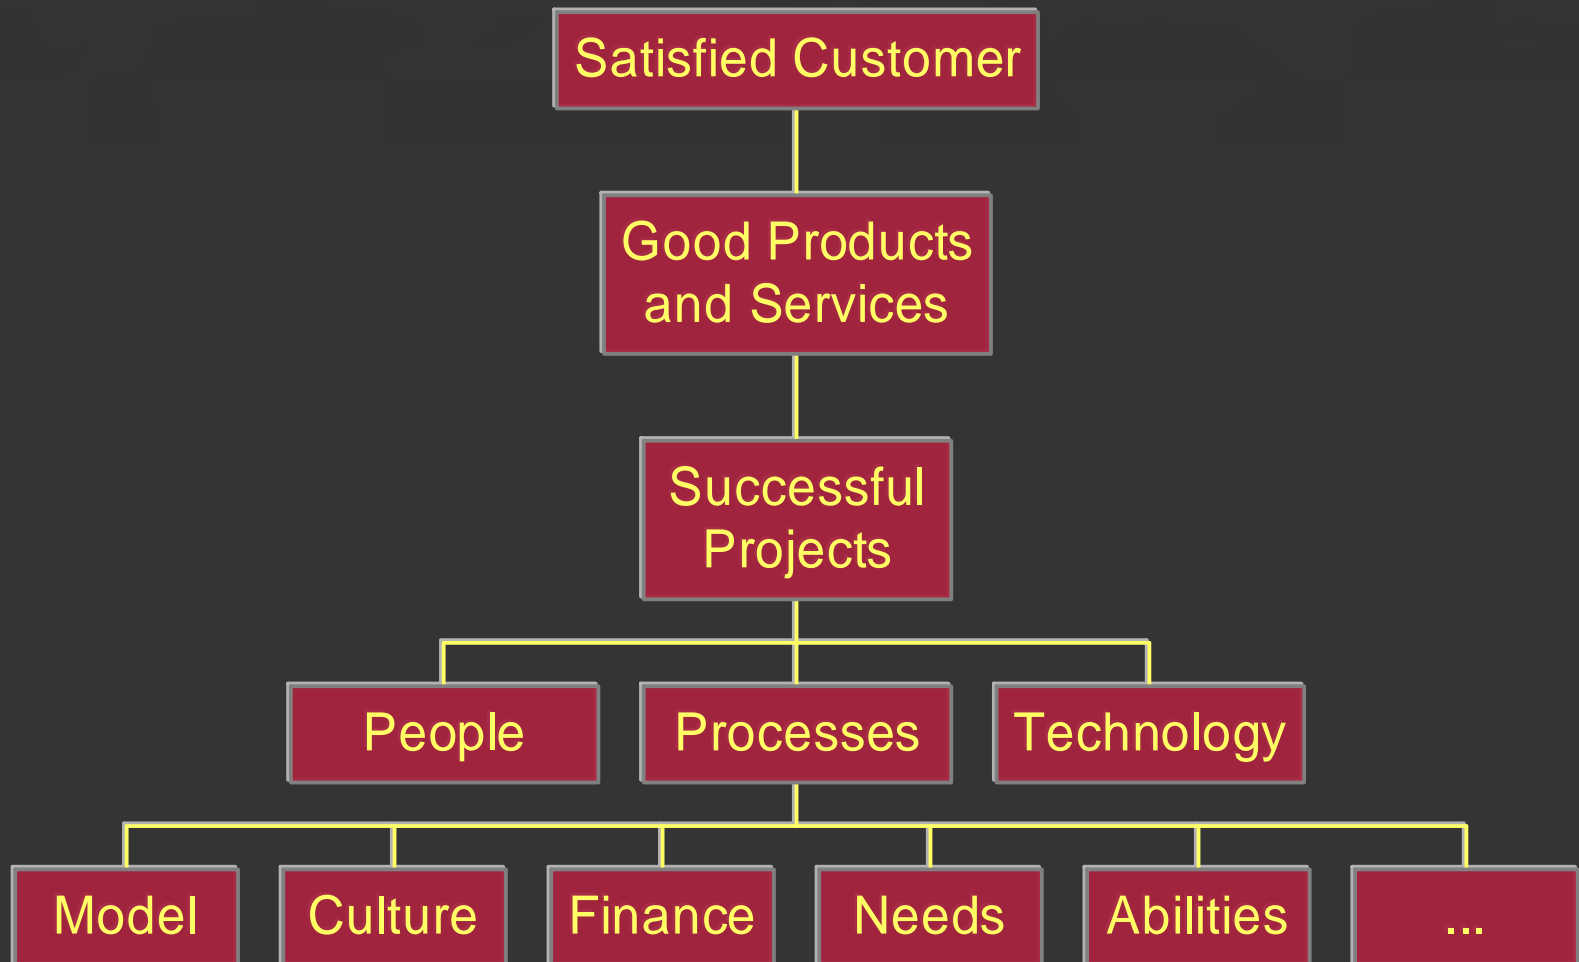 Satisfied Customer
Good Products
and Services
Successful
Projects
People
Processes
Technology
Model
Culture
Finance
Needs
Abilities
...